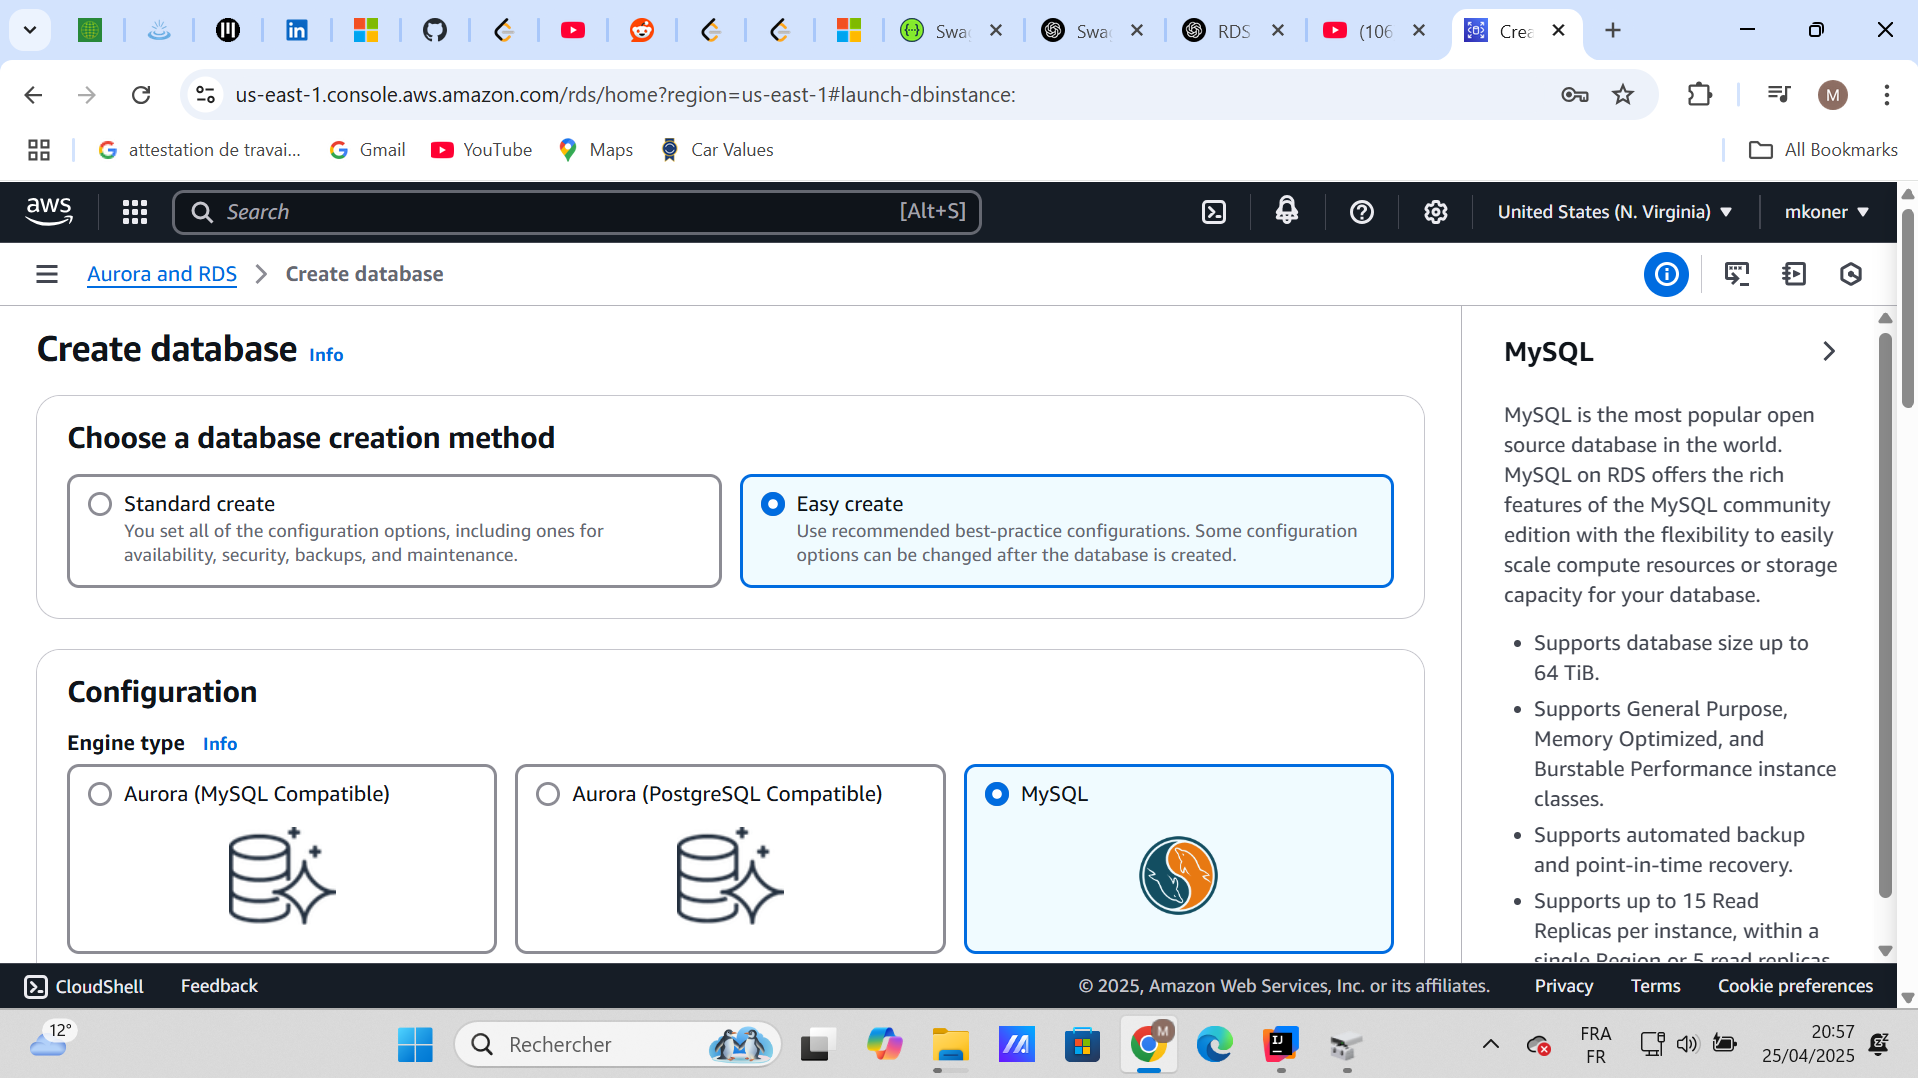 Swag
Swag
RDS
(106
Crea
us-east-1.console.aws.amazon.com/rds/home?region=us-east-1#launch-dbinstance:
M
attestation de travai...
Gmail
YouTube
Maps
Car Values
All Bookmarks
aws
Search
[Alt+S]
United States (N. Virginia)
mkoner
Aurora and RDS
Create database
Create database Info
Choose a database creation method
Standard create
You set all of the configuration options, including ones for
availability, security, backups, and maintenance.
Easy create
Use recommended best-practice configurations. Some configuration
options can be changed after the database is created.
Configuration
Engine type Info
Aurora (MySQL Compatible)
Aurora (PostgreSQL Compatible)
MySQL
MySQL
MySQL is the most popular open
source database in the world.
MySQL on RDS offers the rich
features of the MySQL community
edition with the flexibility to easily
scale compute resources or storage
capacity for your database.
• Supports database size up to
64 TiB.
• Supports General Purpose,
Memory Optimized, and
Burstable Performance instance
classes.
• Supports automated backup
and point-in-time recovery.
• Supports up to 15 Read
Replicas per instance, within a
single Region or 5 read replicas
CloudShell
Feedback
© 2025, Amazon Web Services, Inc. or its affiliates.
Privacy
Terms
Cookie preferences
12°
Rechercher
M
FRA
FR
20:57
25/04/2025